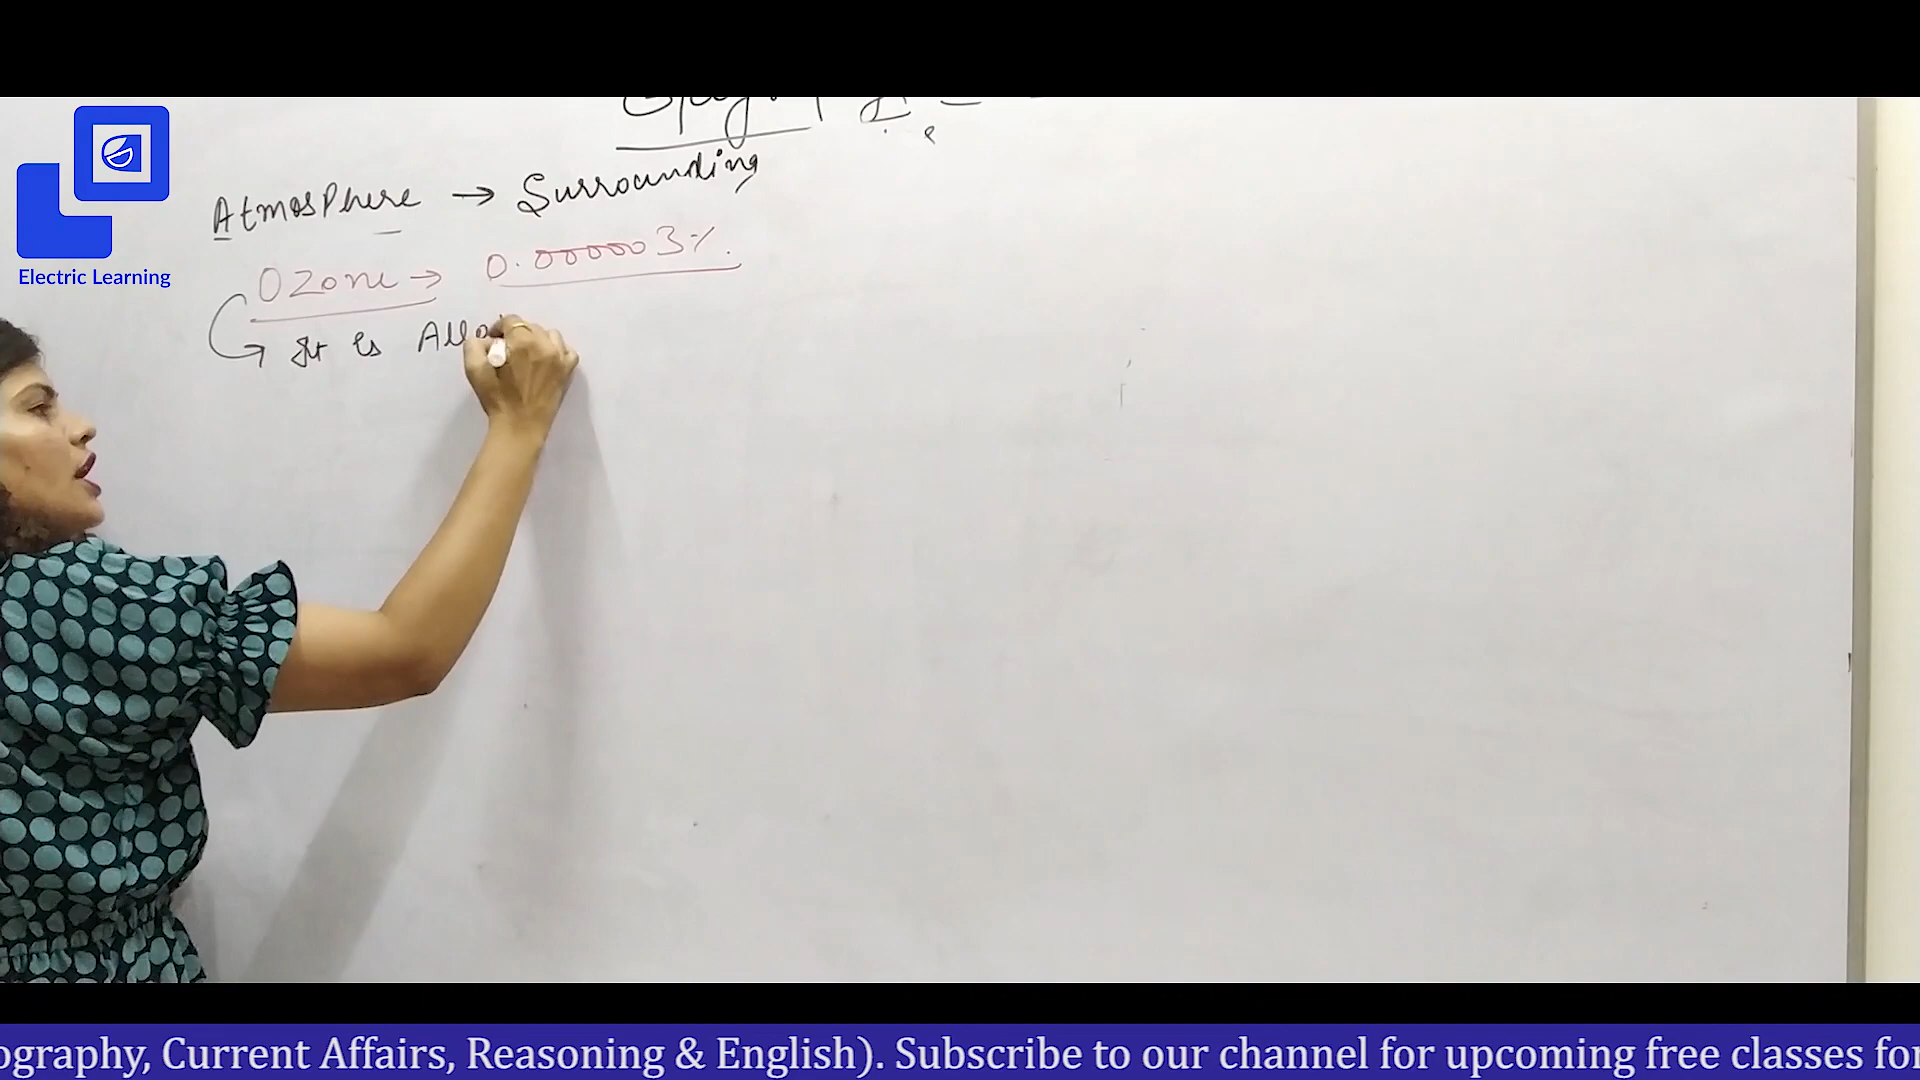 AtmosPhere → Surrounding
Ozone → 0.000003%.
It is Allo
Electric Learning
ography, Current Affairs, Reasoning & English). Subscribe to our channel for upcoming free classes for